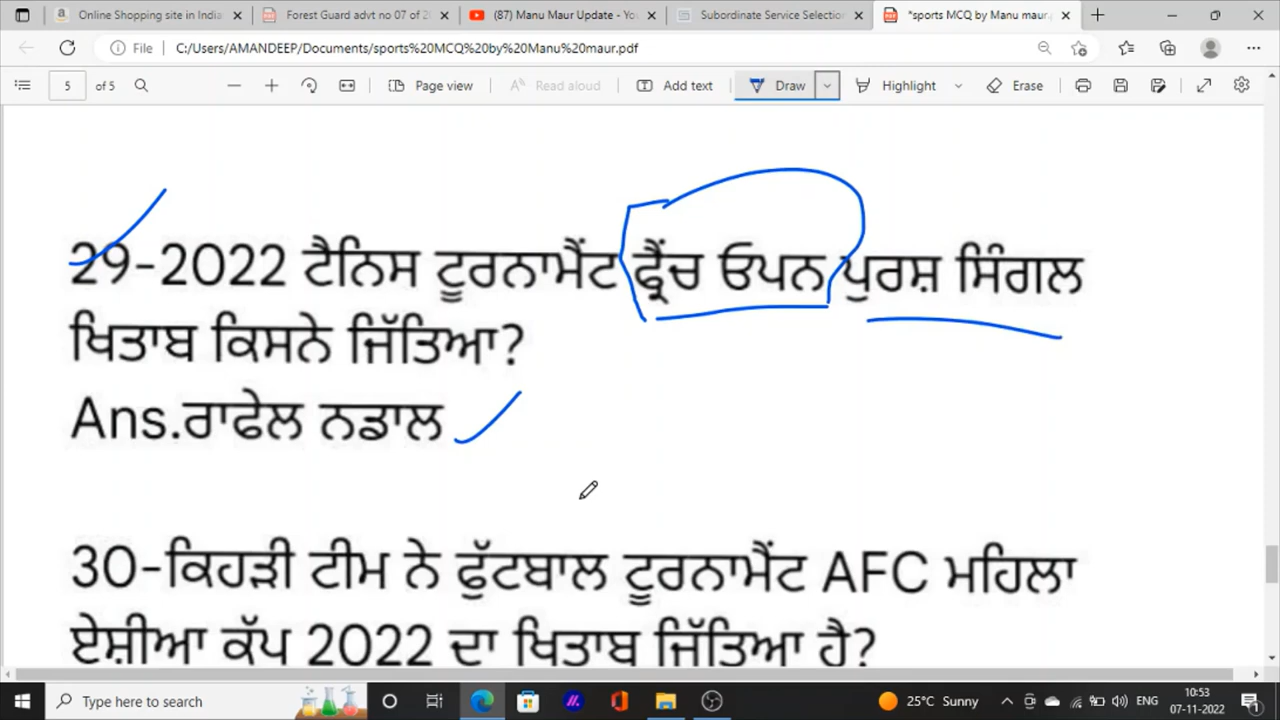 Online Shopping site in India
Forest Guard advt no 07 of 2
(87) Manu Maur Update - Yo
Subordinate Service Selection
*sports MCQ by Manu maur.p
File
C:/Users/AMANDEEP/Documents/sports%20MCQ%20by%20Manu%20maur.pdf
5 of 5
Page view
Read aloud
Add text
Draw
Highlight
Erase
29-2022 ਟੈਨਿਸ ਟੂਰਨਾਮੈਂਟ ਫ੍ਰੈਂਚ ਓਪਨ ਪੁਰਸ਼ ਸਿੰਗਲ
ਖਿਤਾਬ ਕਿਸਨੇ ਜਿੱਤਿਆ?
Ans.ਰਾਫੇਲ ਨਡਾਲ
30-ਕਿਹੜੀ ਟੀਮ ਨੇ ਫੁੱਟਬਾਲ ਟੂਰਨਾਮੈਂਟ AFC ਮਹਿਲਾ
ਏਸ਼ੀਆ ਕੱਪ 2022 ਦਾ ਖਿਤਾਬ ਜਿੱਤਿਆ ਹੈ?
Type here to search
25°C Sunny
ENG
10:53
07-11-2022
1